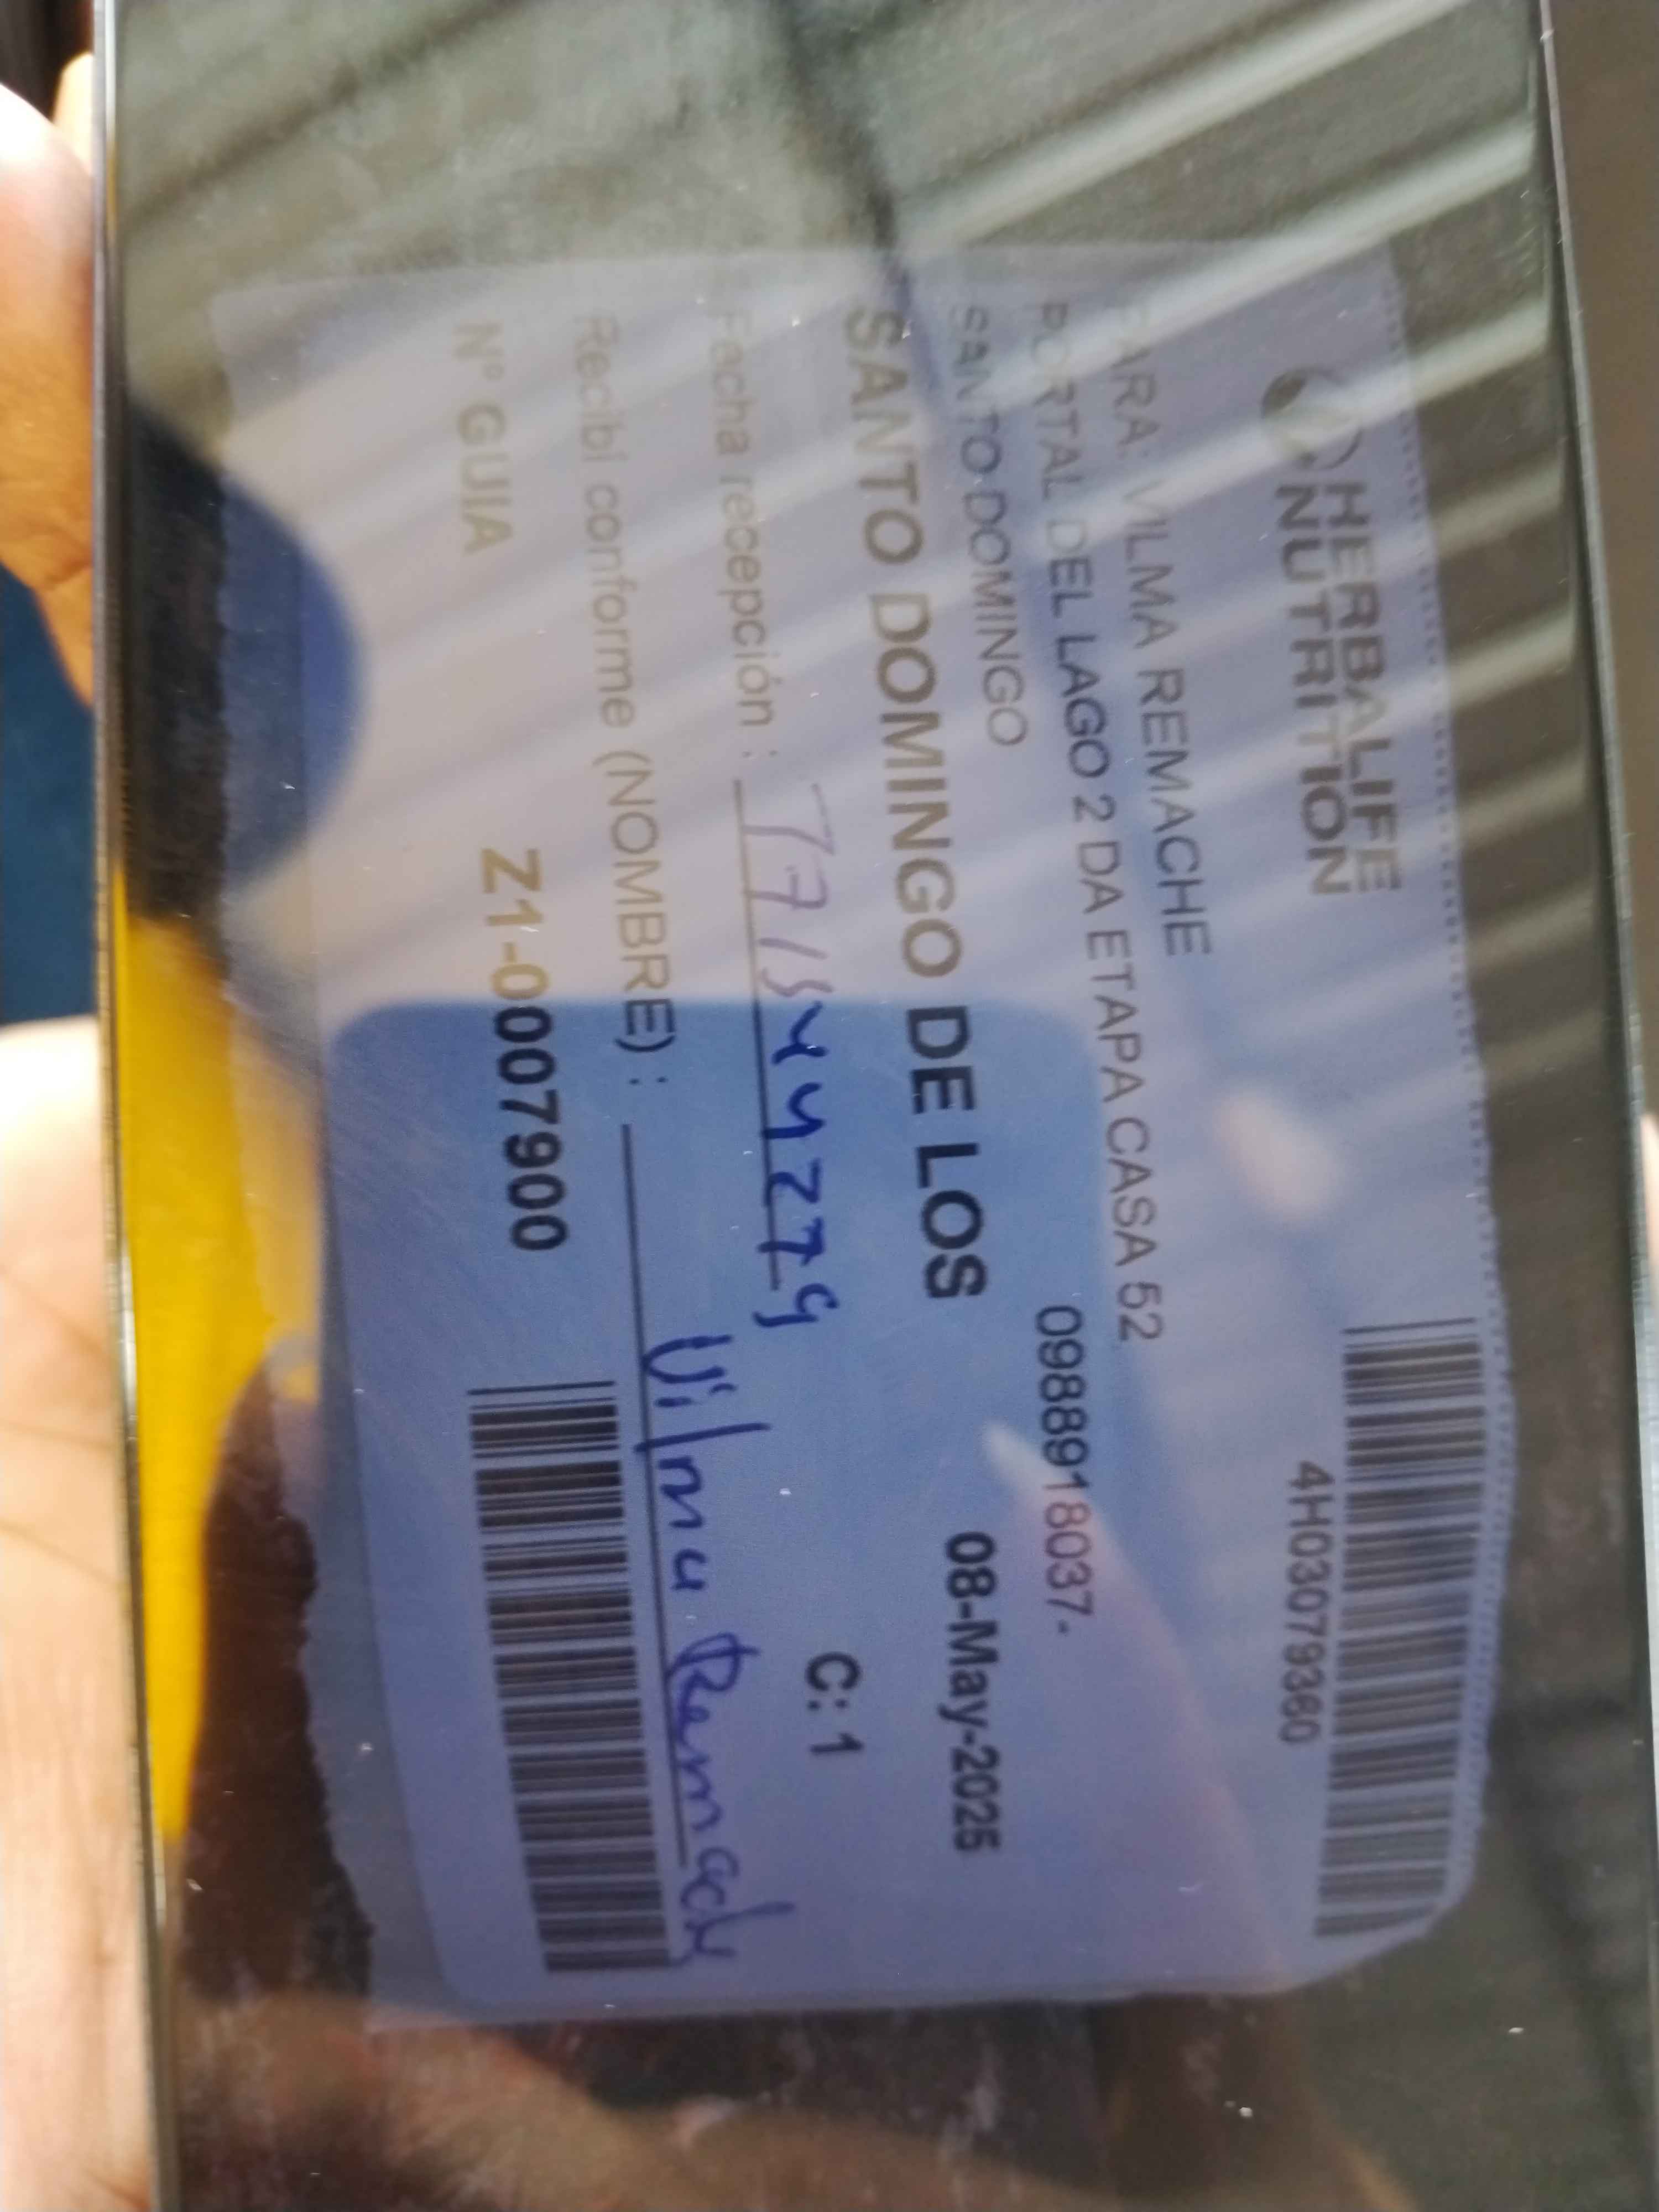 HERBALIFE
NUTRITION
4H03079360
PARA: VILMA REMACHE
PORTAL DEL LAGO 2 DA ETAPA CASA 52
SANTO DOMINGO 0988918037-
SANTO DOMINGO DE LOS 08-May-2025
Fecha recepción : C: 1
Recibí conforme (NOMBRE) : Vilma Remache
Nº GUIA Z1-0007900